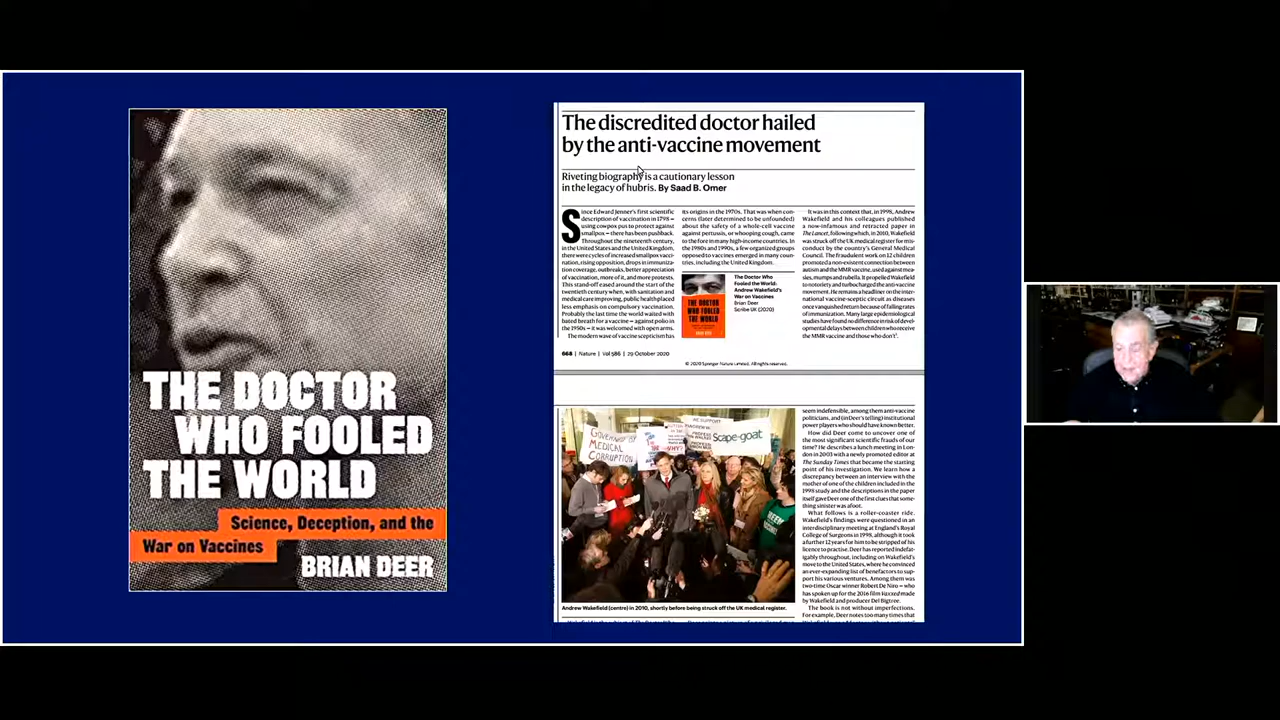 THE DOCTOR
WHO FOOLED
THE WORLD
Science, Deception, and the
War on Vaccines
BRIAN DEER
The discredited doctor hailed
by the anti-vaccine movement
Riveting biography is a cautionary lesson
in the legacy of hubris. By Saad B. Omer
Since Edward Jenner's first scientific
description of vaccination in 1798 —
using cowpox pus to protect against
smallpox — there has been pushback.
Throughout the nineteenth century,
in the United States and the United Kingdom,
there were cycles of increased smallpox vacci-
nation, rising opposition, drops in immuniza-
tion coverage, outbreaks, better appreciation
of vaccination, more of it, and more protests.
This stand-off eased around the start of the
twentieth century when, with sanitation and
medical care improving, public health placed
less emphasis on compulsory vaccination.
Probably the last time the world waited with
bated breath for a vaccine — against polio in the
1950s — it was welcomed with open arms.
The modern wave of vaccine scepticism has
its origins in the 1970s. That was when con-
cerns (later determined to be unfounded)
about the safety of a whole-cell vaccine
against pertussis, or whooping cough, came
to the fore in many high-income countries. In
the 1980s and 1990s, a few organized groups
opposed to vaccines emerged in many coun-
tries, including the United Kingdom.
THE DOCTOR
WHO FOOLED
THE WORLD
The Doctor Who
Fooled the World:
Andrew Wakefield's
War on Vaccines
Brian Deer
Scribe UK (2020)
It was in this context that, in 1998, Andrew
Wakefield and his colleagues published
a now-infamous and retracted paper in
The Lancet, following which, in 2010, Wakefield
was struck off the UK medical register for mis-
conduct by the country's General Medical
Council. The fraudulent work on 12 children
promoted a non-existent connection between
autism and the MMR vaccine, used against mea-
sles, mumps and rubella. It propelled Wakefield
to notoriety and turbocharged the anti-vaccine
movement. He remains a headliner on the inter-
national vaccine-sceptic circuit as diseases
once vanquished return because of falling rates
of immunization. Many large epidemiological
studies have found no difference in risk of devel-
opmental delays between children who receive
the MMR vaccine and those who don't.
668 | Nature | Vol 586 | 29 October 2020
© 2020 Springer Nature Limited. All rights reserved.
GOVERNMENT
MEDICAL
CORRUPTION
WE SUPPORT
WHY?
Scape-goat
Andrew Wakefield (centre) in 2010, shortly before being struck off the UK medical register.
seem indefensible, among them anti-vaccine
politicians, and (in Deer's telling) institutional
power players who should have known better.
How did Deer come to uncover one of
the most significant scientific frauds of our
time? He describes a lunch meeting in Lon-
don in 2003 with a newly promoted editor at
The Sunday Times that became the starting
point of his investigation. We learn how a
discrepancy between an interview with the
mother of one of the children included in the
1998 study and the descriptions in the paper
itself gave Deer one of the first clues that some-
thing sinister was afoot.
What follows is a roller-coaster ride.
Wakefield's findings were questioned in an
interdisciplinary meeting at England's Royal
College of Surgeons in 1998, although it took
a further 12 years for him to be stripped of his
licence to practise. Deer has reported indefat-
igably throughout, including on Wakefield's
move to the United States, where he convinced
an ever-expanding list of benefactors to sup-
port his various ventures. Among them was
two-time Oscar winner Robert De Niro — who
has spoken up for the 2016 film Vaxxed made
by Wakefield and producer Del Bigtree.
The book is not without imperfections.
For example, Deer notes too many times that